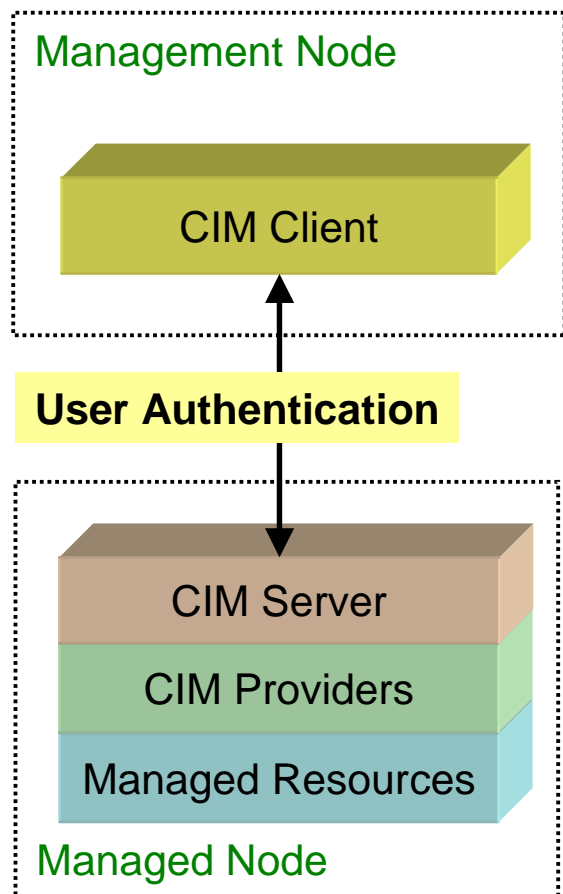 Management Node
CIM Client
User Authentication
CIM Server
CIM Providers
Managed Resources
Managed Node